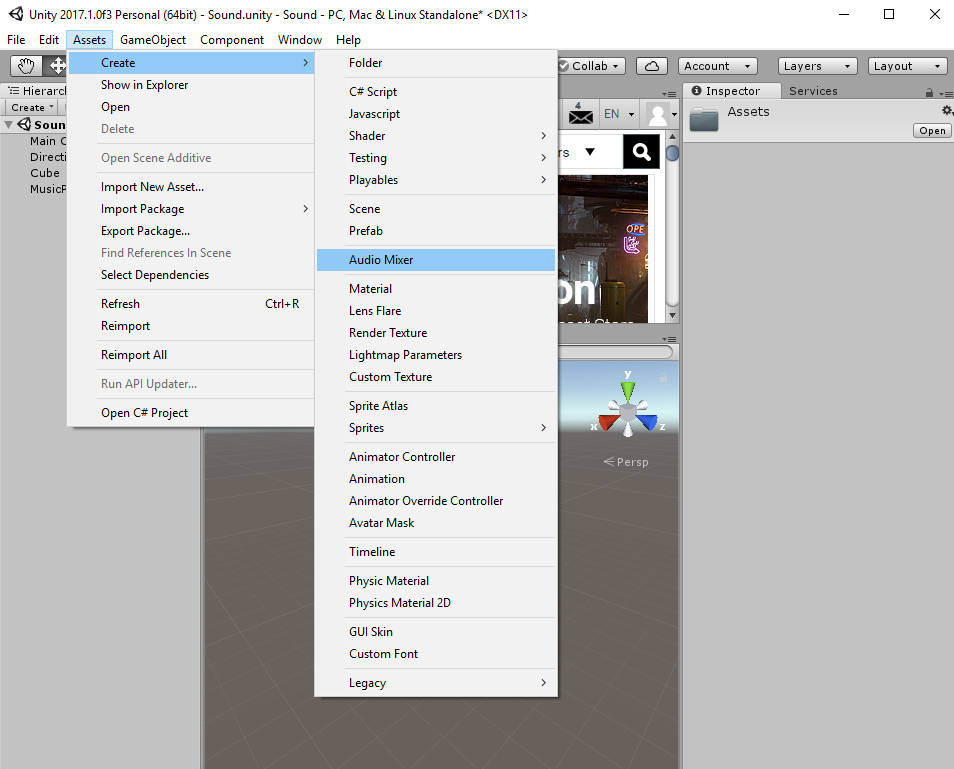 Unity 2017.1.0f3 Personal (64bit) - Sound.unity - Sound - PC, Mac & Linux Standalone* <DX11>
File Edit Assets GameObject Component Window Help
Collab Account Layers Layout
Hierarch
Create
Soun
Main C
Directi
Cube
MusicP
Create
Show in Explorer
Open
Delete
Open Scene Additive
Import New Asset...
Import Package
Export Package...
Find References In Scene
Select Dependencies
Refresh Ctrl+R
Reimport
Reimport All
Run API Updater...
Open C# Project
Folder
C# Script
Javascript
Shader
Testing
Playables
Scene
Prefab
Audio Mixer
Material
Lens Flare
Render Texture
Lightmap Parameters
Custom Texture
Sprite Atlas
Sprites
Animator Controller
Animation
Animator Override Controller
Avatar Mask
Timeline
Physic Material
Physics Material 2D
GUI Skin
Custom Font
Legacy
4
EN
rs
OPE
on
y
x z
Persp
Inspector Services
Assets
Open